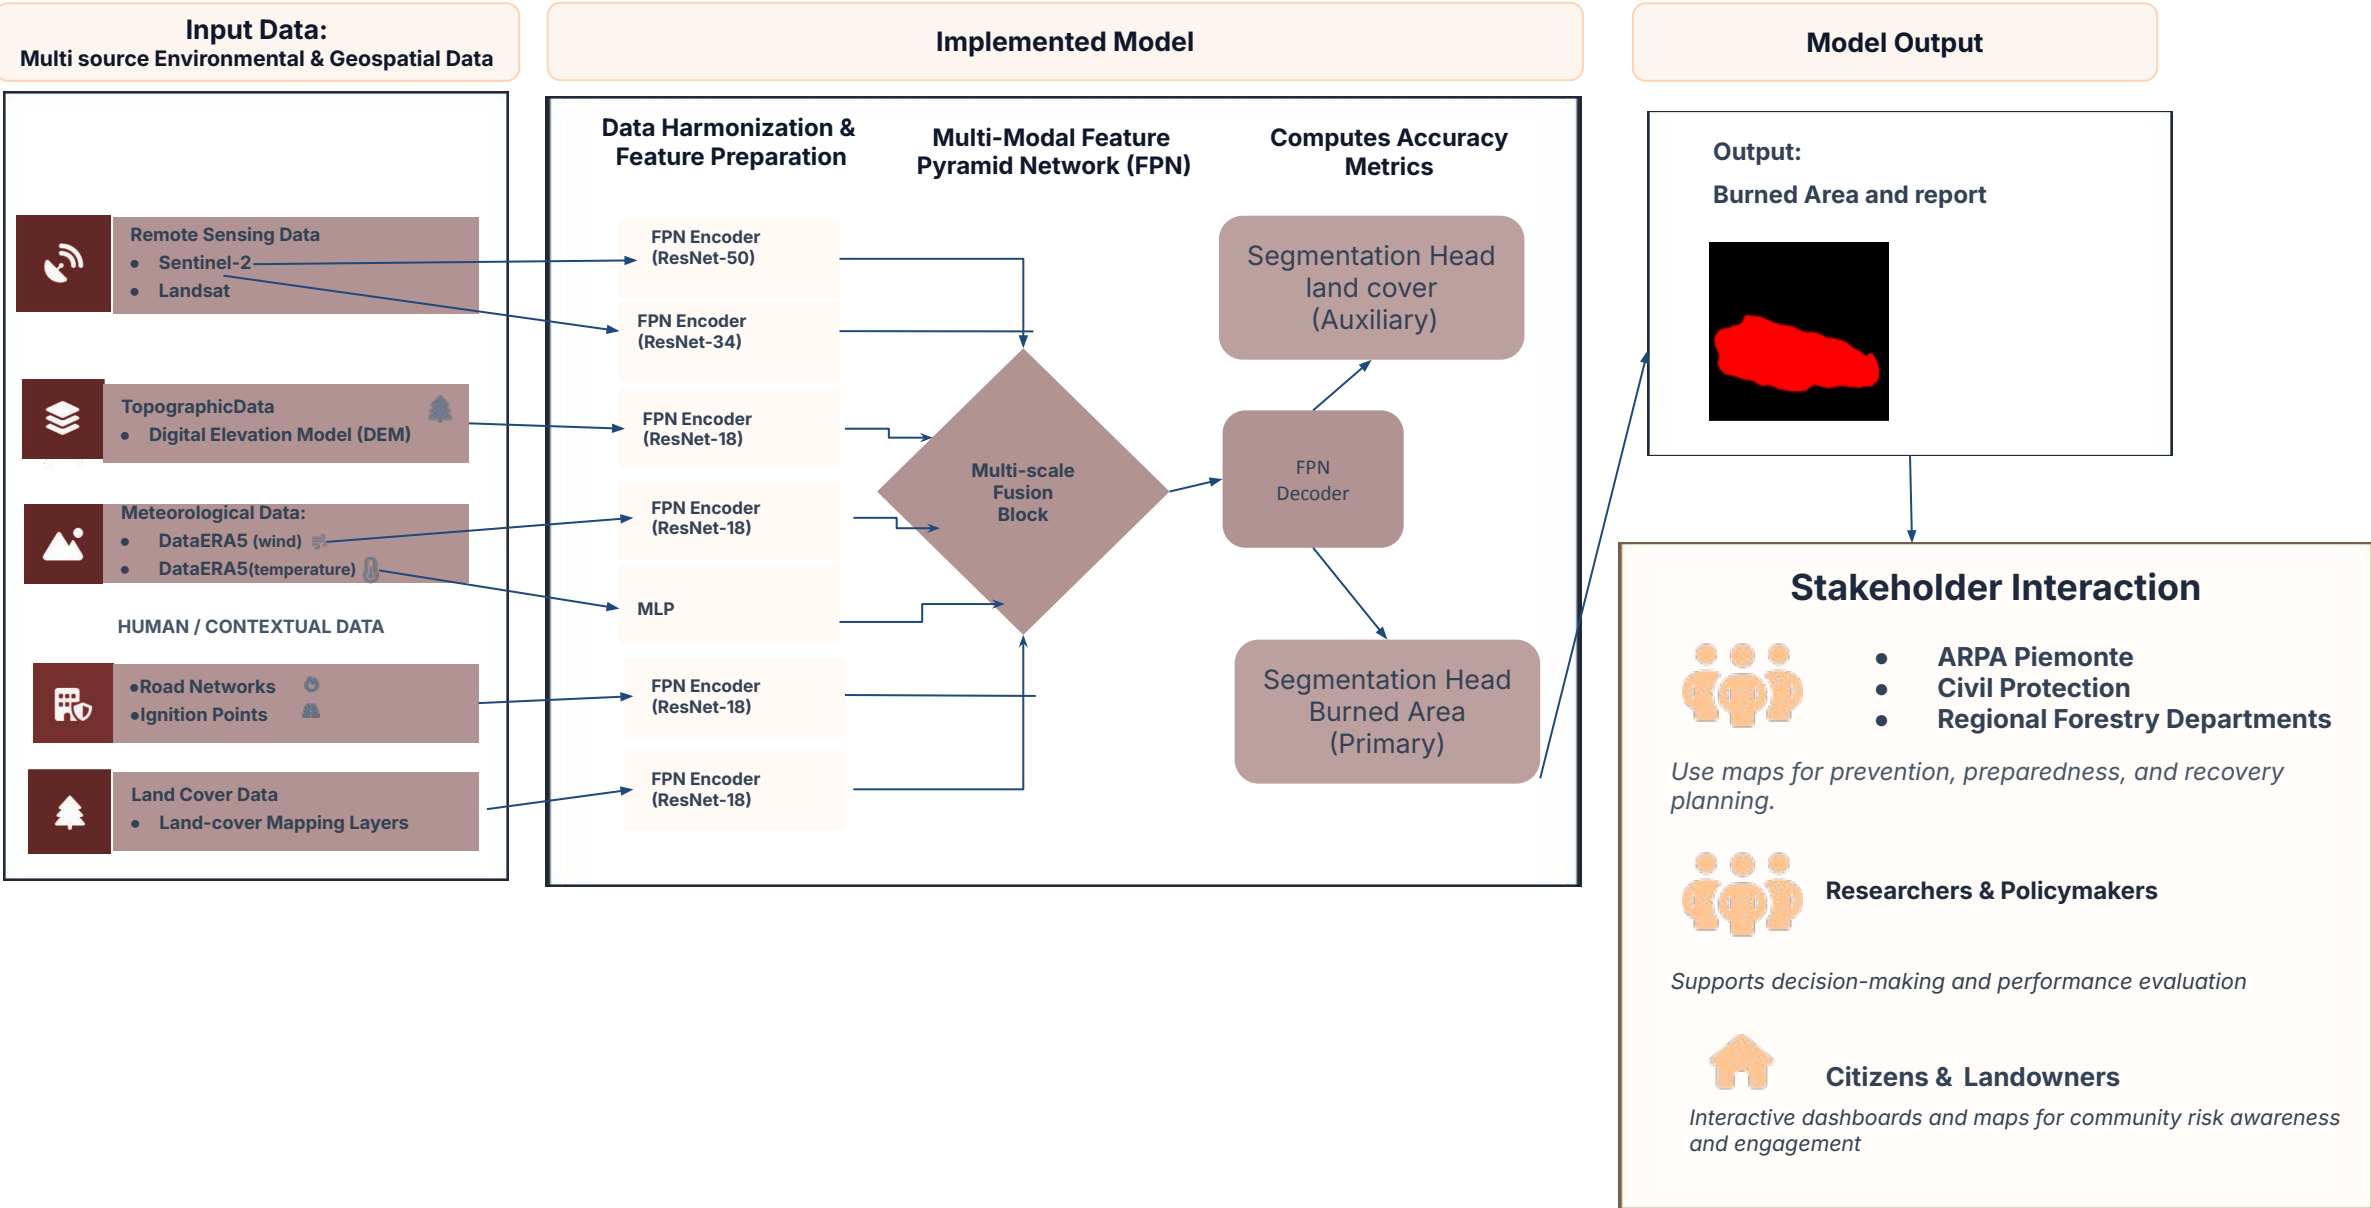 Input Data:
Multi source Environmental & Geospatial Data
Implemented Model
Model Output
Remote Sensing Data
● Sentinel-2
● Landsat
TopographicData
● Digital Elevation Model (DEM)
Meteorological Data:
● DataERA5 (wind)
● DataERA5(temperature)
HUMAN / CONTEXTUAL DATA
●Road Networks
●Ignition Points
Land Cover Data
● Land-cover Mapping Layers
Data Harmonization &
Feature Preparation
FPN Encoder
(ResNet-50)
FPN Encoder
(ResNet-34)
FPN Encoder
(ResNet-18)
FPN Encoder
(ResNet-18)
MLP
FPN Encoder
(ResNet-18)
FPN Encoder
(ResNet-18)
Multi-Modal Feature
Pyramid Network (FPN)
Multi-scale
Fusion
Block
Computes Accuracy
Metrics
Segmentation Head
land cover
(Auxiliary)
FPN
Decoder
Segmentation Head
Burned Area
(Primary)
Output:
Burned Area and report
Stakeholder Interaction
● ARPA Piemonte
● Civil Protection
● Regional Forestry Departments
Use maps for prevention, preparedness, and recovery
planning.
Researchers & Policymakers
Supports decision-making and performance evaluation
Citizens & Landowners
Interactive dashboards and maps for community risk awareness
and engagement